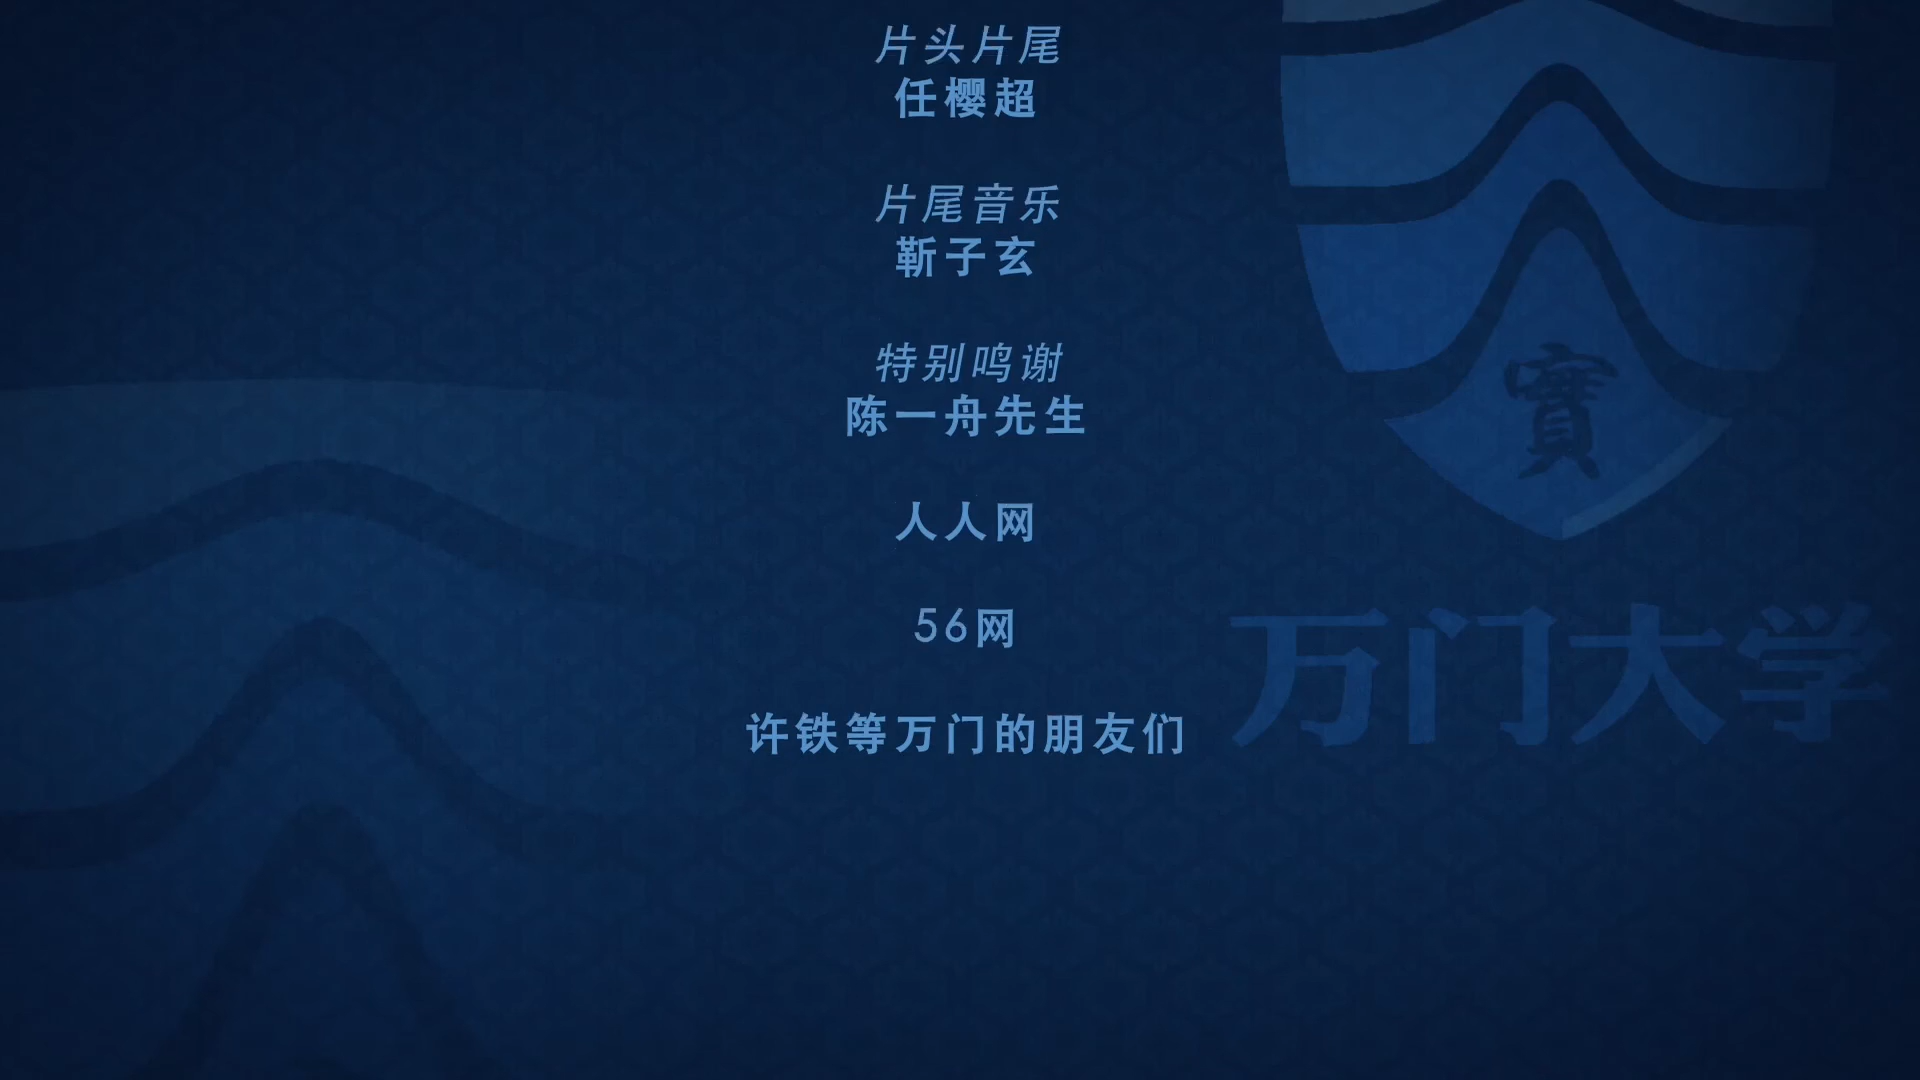 片头片尾
任樱超
片尾音乐
靳子玄
特别鸣谢
陈一舟先生
人人网
56网
许铁等万门的朋友们
寶
万门大学